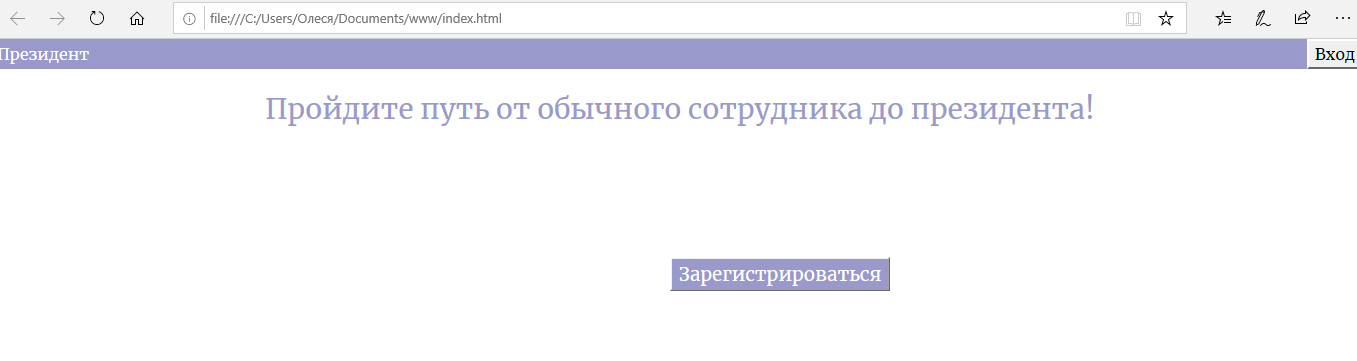 file:///C:/Users/Олеся/Documents/www/index.html
Президент
Вход
Пройдите путь от обычного сотрудника до президента!
Зарегистрироваться